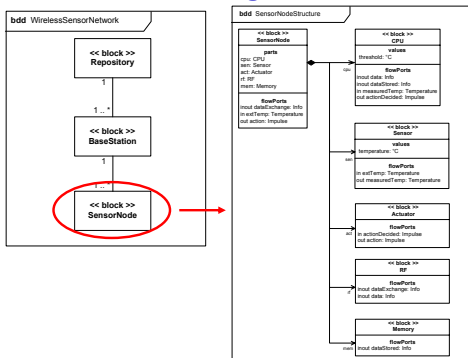 bdd WirelessSensorNetwork
<< block >>
Repository
1
1 .. *
<< block >>
BaseStation
1
1 .. *
<< block >>
SensorNode
bdd SensorNodeStructure
<< block >>
SensorNode
parts
cpu: CPU
sen: Sensor
act: Actuator
rf: RF
mem: Memory
flowPorts
inout dataExchange: Info
in extTemp: Temperature
out action: Impulse
cpu
<< block >>
CPU
values
threshold: °C
flowPorts
inout data: Info
inout dataStored: Info
in measuredTemp: Temperature
out actionDecided: Impulse
sen
<< block >>
Sensor
values
temperature: °C
flowPorts
in extTemp: Temperature
out measuredTemp: Temperature
act
<< block >>
Actuator
flowPorts
in actionDecided: Impulse
out action: Impulse
rf
<< block >>
RF
flowPorts
inout dataExchange: Info
inout data: Info
mem
<< block >>
Memory
flowPorts
inout dataStored: Info